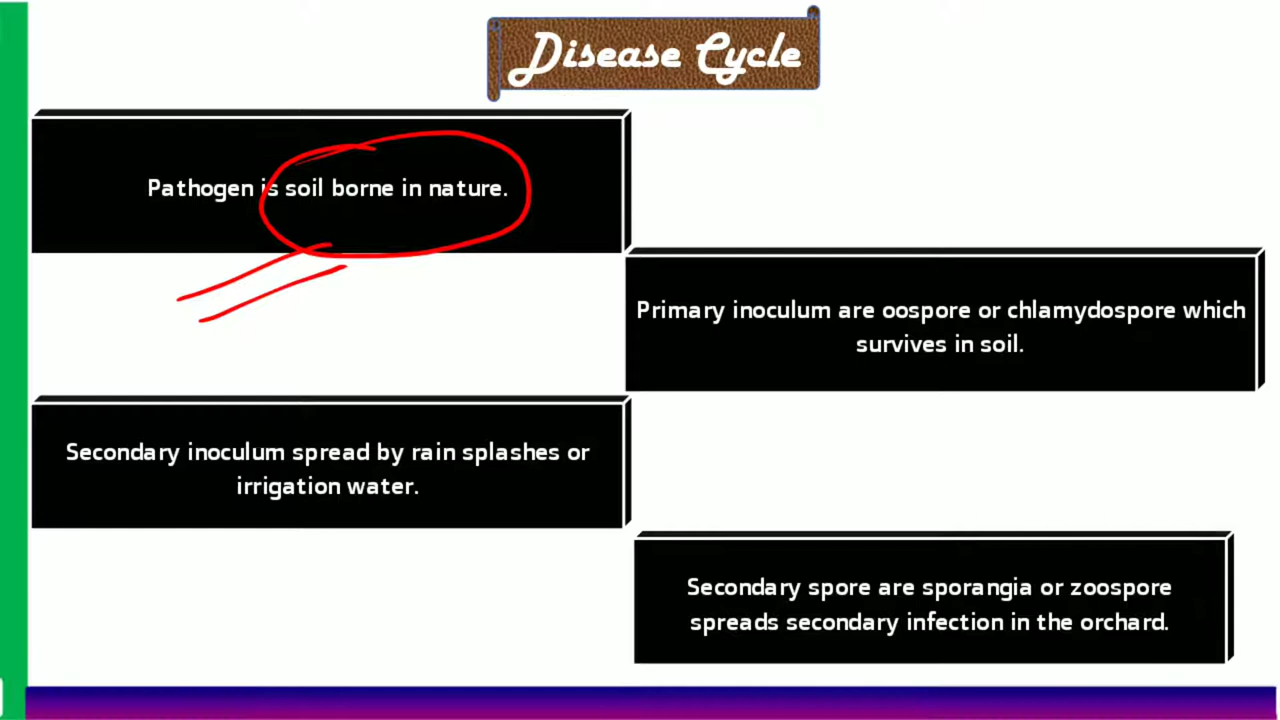 Disease Cycle
Pathogen is soil borne in nature.
Primary inoculum are oospore or chlamydospore which
survives in soil.
Secondary inoculum spread by rain splashes or
irrigation water.
Secondary spore are sporangia or zoospore
spreads secondary infection in the orchard.